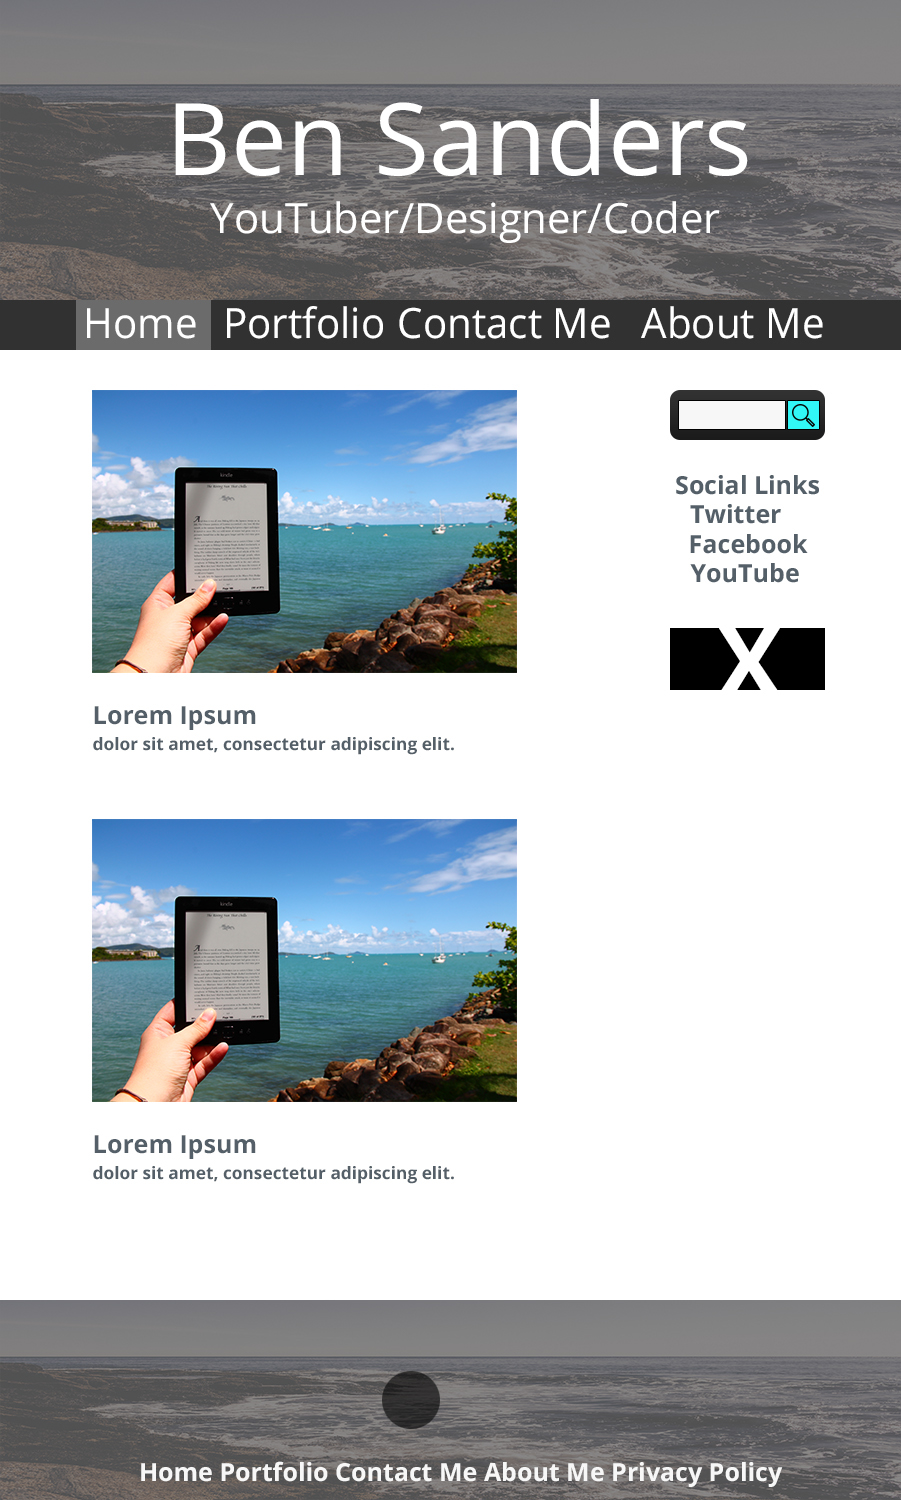 Ben Sanders
YouTuber/Designer/Coder
Home Portfolio Contact Me About Me
kindle
Social Links
Twitter
Facebook
YouTube
X
Lorem Ipsum
dolor sit amet, consectetur adipiscing elit.
kindle
Lorem Ipsum
dolor sit amet, consectetur adipiscing elit.
Home Portfolio Contact Me About Me Privacy Policy